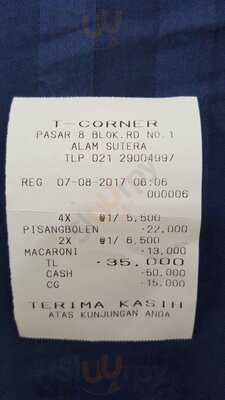 T-CORNER
PASAR 8 BLOK.RD NO.1
ALAM SUTERA
TLP 021 29004997
REG 07-08-2017 06:06
000006
4X @1/ 5,500
PISANGBOLEN ·22,000
2X @1/ 6,500
MACARONI ·13,000
TL ·35,000
CASH ·50,000
CG ·15,000
TERIMA KASIH
ATAS KUNJUNGAN ANDA